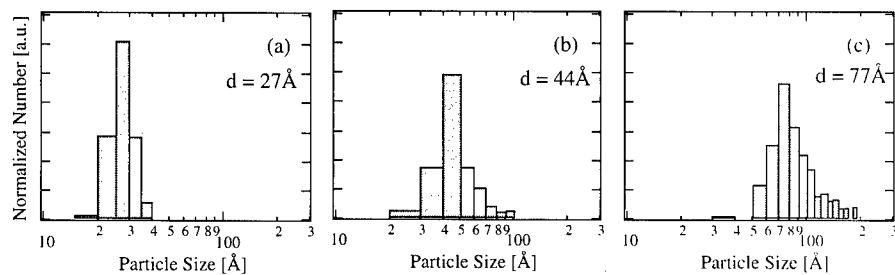 Normalized Number [a.u.]
(a)
d = 27Å
10 2 3 4 5 6 7 8 9 100 2 3
Particle Size [Å]
(b)
d = 44Å
10 2 3 4 5 6 7 8 9 100 2 3
Particle Size [Å]
(c)
d = 77Å
10 2 3 4 5 6 7 8 9 100 2 3
Particle Size [Å]